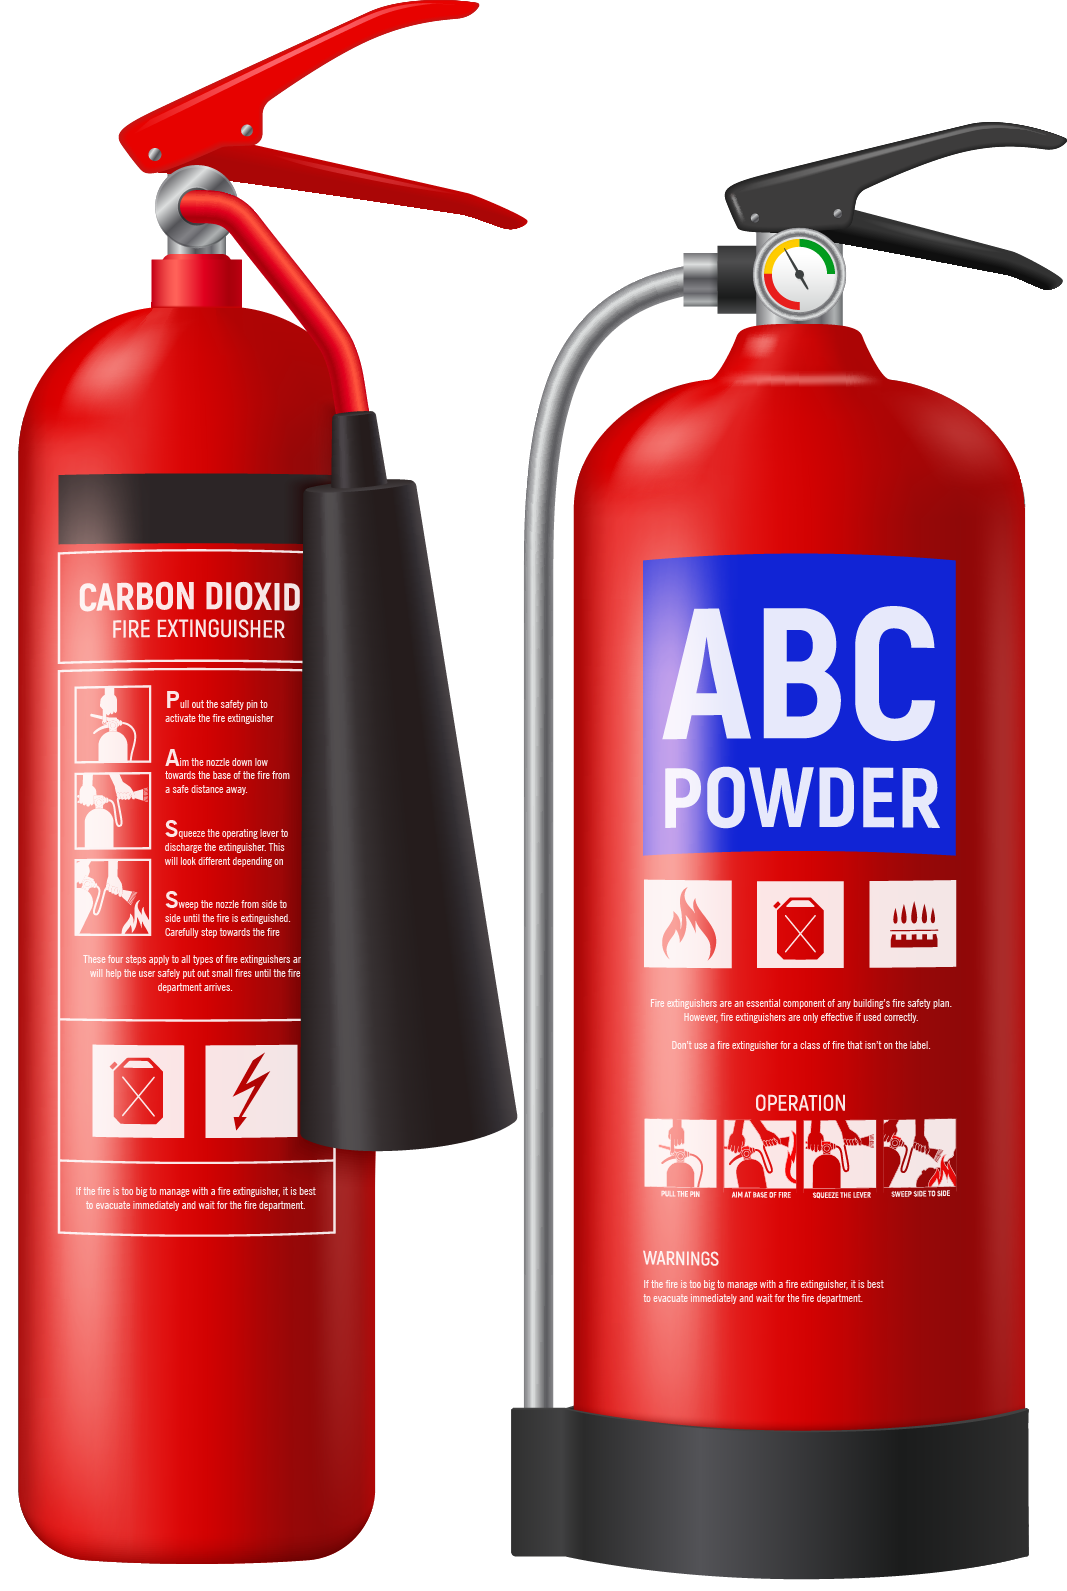 CARBON DIOXID
FIRE EXTINGUISHER
Pull out the safety pin to
activate the fire extinguisher
Aim the nozzle down low
towards the base of the fire from
a safe distance away.
Squeeze the operating lever to
discharge the extinguisher. This
will look different depending on
Sweep the nozzle from side to
side until the fire is extinguished.
Carefully step towards the fire
These four steps apply to all types of fire extinguishers an
will help the user safely put out small fires until the fire
department arrives.
If the fire is too big to manage with a fire extinguisher, it is best
to evacuate immediately and wait for the fire department.
ABC
POWDER
Fire extinguishers are an essential component of any building's fire safety plan.
However, fire extinguishers are only effective if used correctly.
Don't use a fire extinguisher for a class of fire that isn't on the label.
OPERATION
PULL THE PIN
AIM AT BASE OF FIRE
SQUEEZE THE LEVER
SWEEP SIDE TO SIDE
WARNINGS
If the fire is too big to manage with a fire extinguisher, it is best
to evacuate immediately and wait for the fire department.